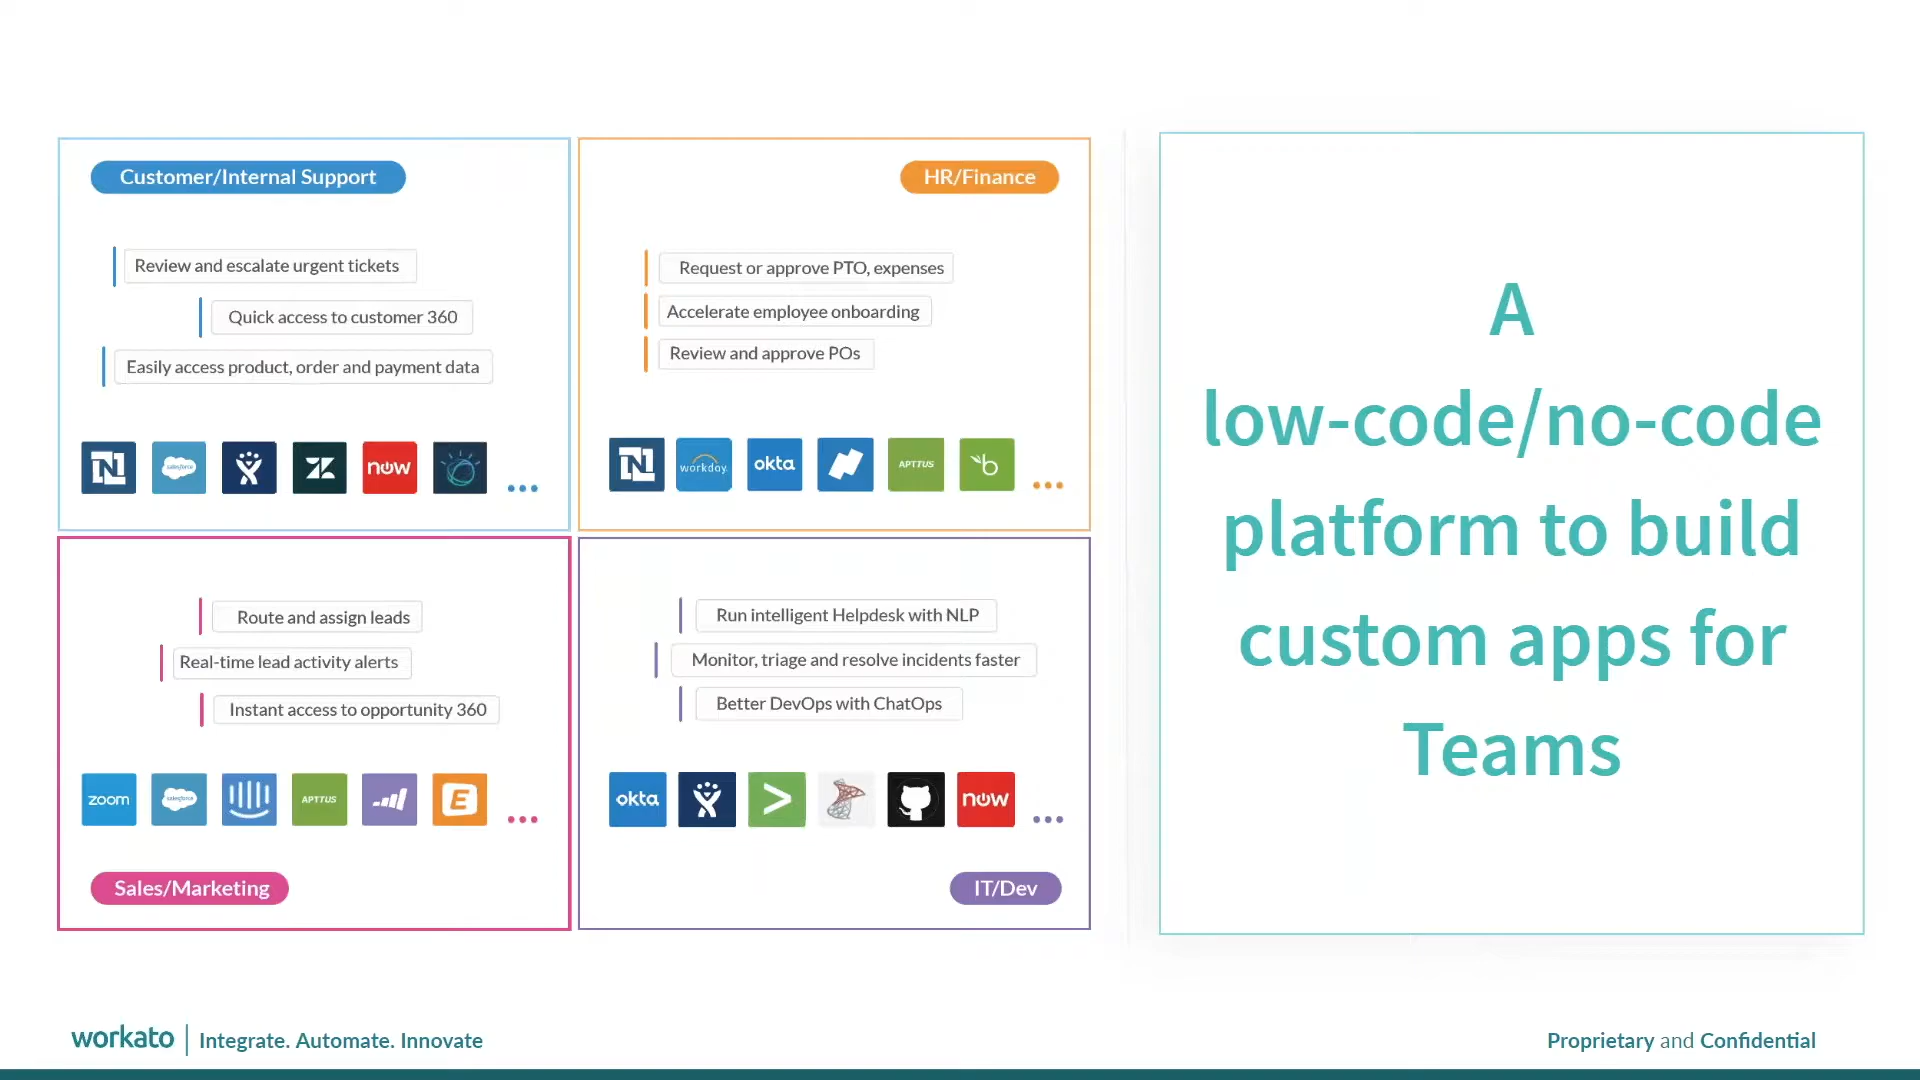 Customer/Internal Support
Review and escalate urgent tickets
Quick access to customer 360
Easily access product, order and payment data
N
salesforce
now
HR/Finance
Request or approve PTO, expenses
Accelerate employee onboarding
Review and approve POs
N
workday.
okta
APTTUS
b
Route and assign leads
Real-time lead activity alerts
Instant access to opportunity 360
zoom
salesforce
APTTUS
E
Sales/Marketing
Run intelligent Helpdesk with NLP
Monitor, triage and resolve incidents faster
Better DevOps with ChatOps
okta
now
IT/Dev
A
low-code/no-code
platform to build
custom apps for
Teams
workato | Integrate. Automate. Innovate
Proprietary and Confidential